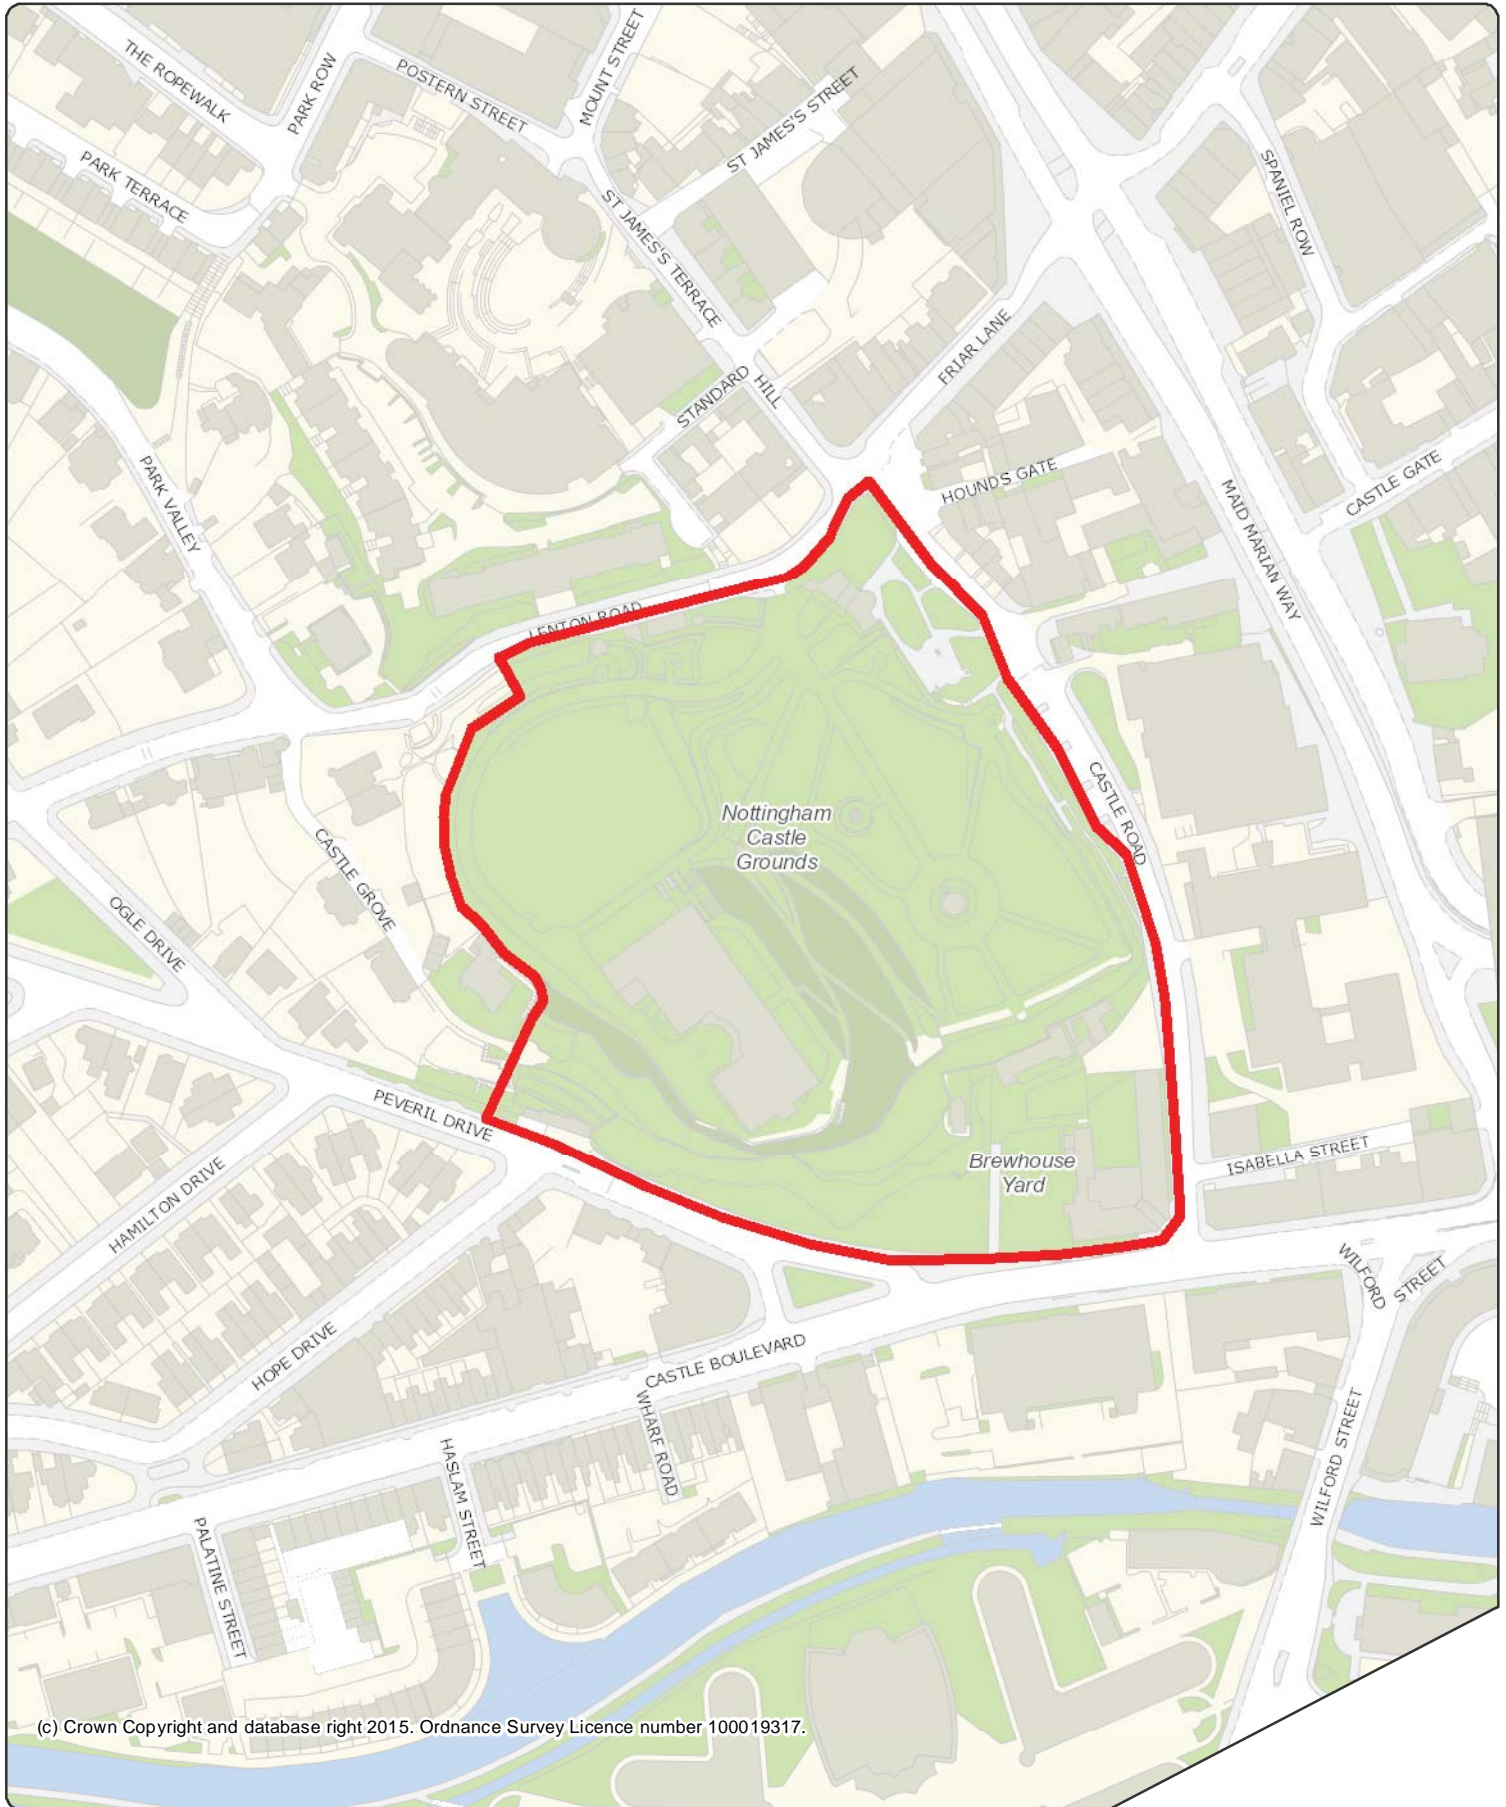 THE ROPEWALK
PARK ROW
POSTERN STREET
MOUNT STREET
ST JAMES'S STREET
PARK TERRACE
ST JAMES'S TERRACE
SPANIEL ROW
FRIAR LANE
STANDARD
HILL
HOUNDS GATE
CASTLE GATE
PARK VALLEY
MAID MARIAN WAY
LENTON ROAD
CASTLE ROAD
Nottingham
Castle
Grounds
CASTLE GROVE
OGLE DRIVE
PEVERIL DRIVE
HAMILTON DRIVE
Brewhouse
Yard
ISABELLA STREET
WILFORD
STREET
HOPE DRIVE
CASTLE BOULEVARD
WHARF ROAD
WILFORD STREET
HASLAM STREET
PALATINE STREET
(c) Crown Copyright and database right 2015. Ordnance Survey Licence number 100019317.